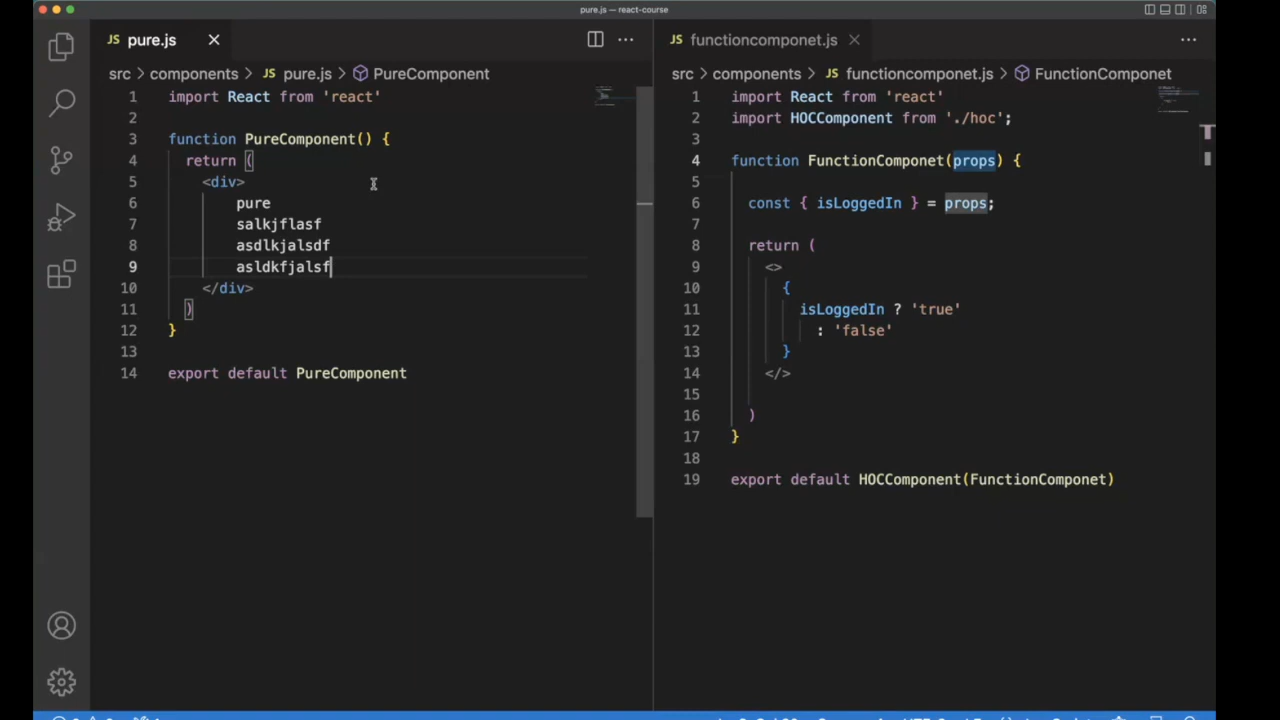 pure.js — react-course
JS pure.js
src > components > JS pure.js > PureComponent
1 import React from 'react'
2
3 function PureComponent() {
4 return (
5 <div>
6 pure
7 salkjflasf
8 asdlkjalsdf
9 asldkfjalsf
10 </div>
11 )
12 }
13
14 export default PureComponent
JS functioncomponet.js
src > components > JS functioncomponet.js > FunctionComponet
1 import React from 'react'
2 import HOCComponent from './hoc';
3
4 function FunctionComponet(props) {
5
6 const { isLoggedIn } = props;
7
8 return (
9 <>
10 {
11 isLoggedIn ? 'true'
12 : 'false'
13 }
14 </>
15
16 )
17 }
18
19 export default HOCComponent(FunctionComponet)